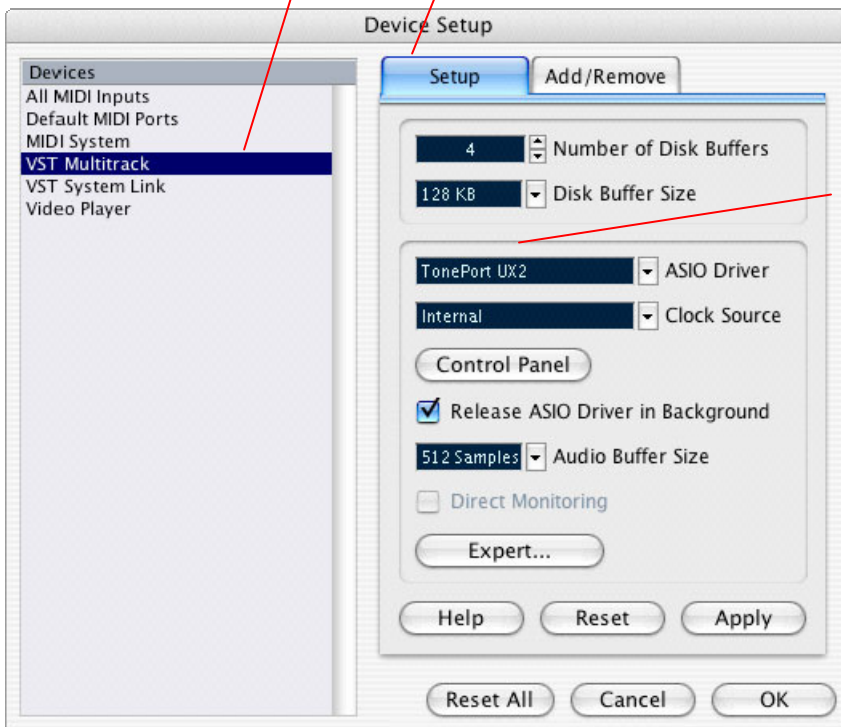 Device Setup
Devices
All MIDI Inputs
Default MIDI Ports
MIDI System
VST Multitrack
VST System Link
Video Player
Setup
Add/Remove
4 Number of Disk Buffers
128 KB Disk Buffer Size
TonePort UX2 ASIO Driver
Internal Clock Source
Control Panel
Release ASIO Driver in Background
512 Samples Audio Buffer Size
Direct Monitoring
Expert...
Help Reset Apply
Reset All Cancel OK